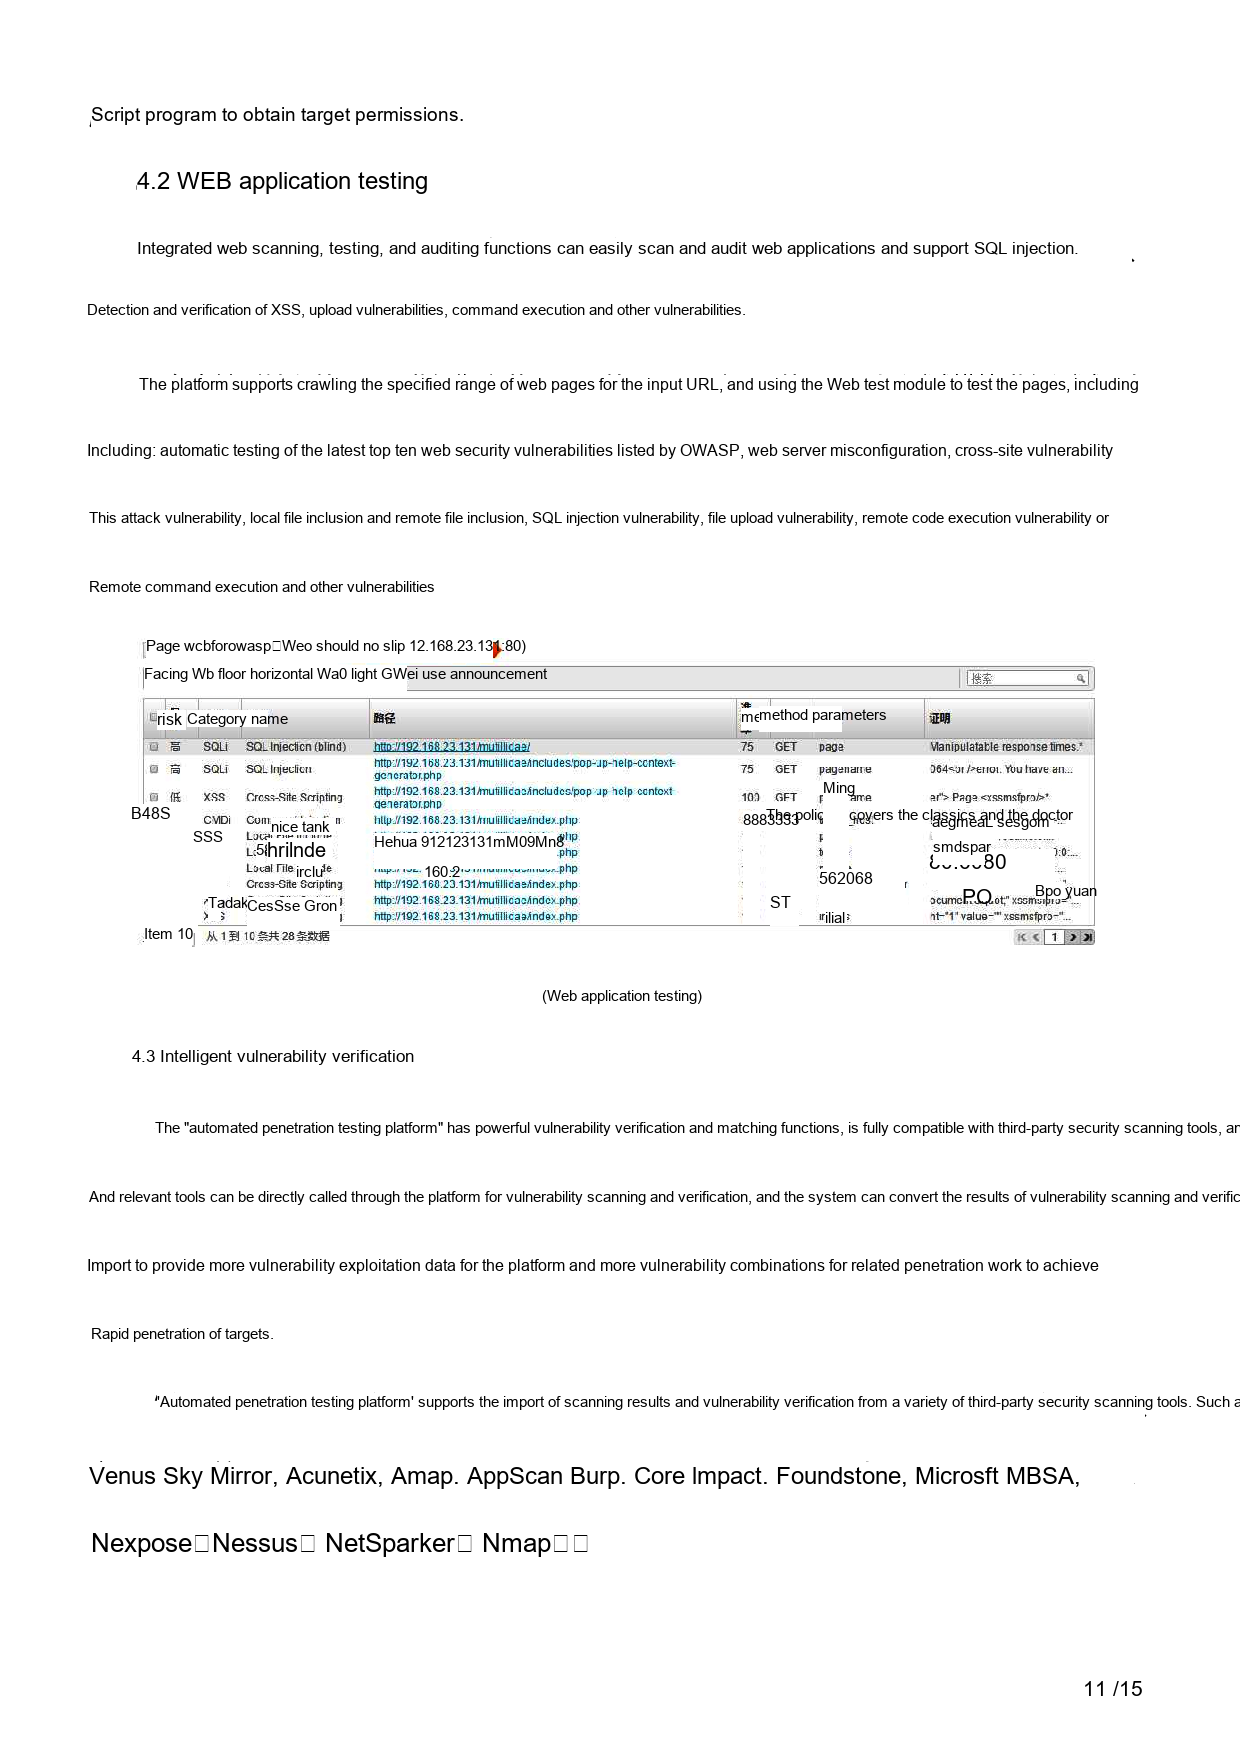 Script program to obtain target permissions.
4.2 WEB application testing
Integrated web scanning, testing, and auditing functions can easily scan and audit web applications and support SQL injection.
Detection and verification of XSS, upload vulnerabilities, command execution and other vulnerabilities.
The platform supports crawling the specified range of web pages for the input URL, and using the Web test module to test the pages, including
Including: automatic testing of the latest top ten web security vulnerabilities listed by OWASP, web server misconfiguration, cross-site vulnerability
This attack vulnerability, local file inclusion and remote file inclusion, SQL injection vulnerability, file upload vulnerability, remote code execution vulnerability or
Remote command execution and other vulnerabilities
Page wcbforowasp□Weo should no slip 12.168.23.131:80)
Facing Wb floor horizontal Wa0 light GWei use announcement
搜索
risk Category name 路径 method parameters 证明
高 SQLi SQL Injection (blind) http://192.168.23.131/mutillidae/ 75 GET page Manipulatable response times."
高 SQLi SQL Injection http://192.168.23.131/mutillidae/includes/pop-up-help-context-generator.php 75 GET pagename 064<br />error: You have an...
低 XSS Cross-Site Scripting http://192.168.23.131/mutillidae/includes/pop-up-help-context-generator.php 100 GET er"> Page <xssmsfpro/>"
Ming
B48S CMDi http://192.168.23.131/mutillidae/index.php 8883333 The polic covers the classics and the doctor
aegmeaL sesgom
SSS nice tank .php
Hehua 912123131mM09Mn8
hrilnde .php smdspar
Local File 160.2 .php
562068
Cross-Site Scripting http://192.168.23.131/mutillidae/index.php
PO Bpo yuan
Tadak CesSse Gron http://192.168.23.131/mutillidae/index.php ST
http://192.168.23.131/mutillidae/index.php ilial ht="1" value="" xssmsfpro="...
Item 10 从 1 到 10 条共 28 条数据 1
(Web application testing)
4.3 Intelligent vulnerability verification
The "automated penetration testing platform" has powerful vulnerability verification and matching functions, is fully compatible with third-party security scanning tools, an
And relevant tools can be directly called through the platform for vulnerability scanning and verification, and the system can convert the results of vulnerability scanning and verific
Import to provide more vulnerability exploitation data for the platform and more vulnerability combinations for related penetration work to achieve
Rapid penetration of targets.
"Automated penetration testing platform' supports the import of scanning results and vulnerability verification from a variety of third-party security scanning tools. Such a
Venus Sky Mirror, Acunetix, Amap. AppScan Burp. Core lmpact. Foundstone, Microsft MBSA,
Nexpose□Nessus□ NetSparker□ Nmap□□
11 /15